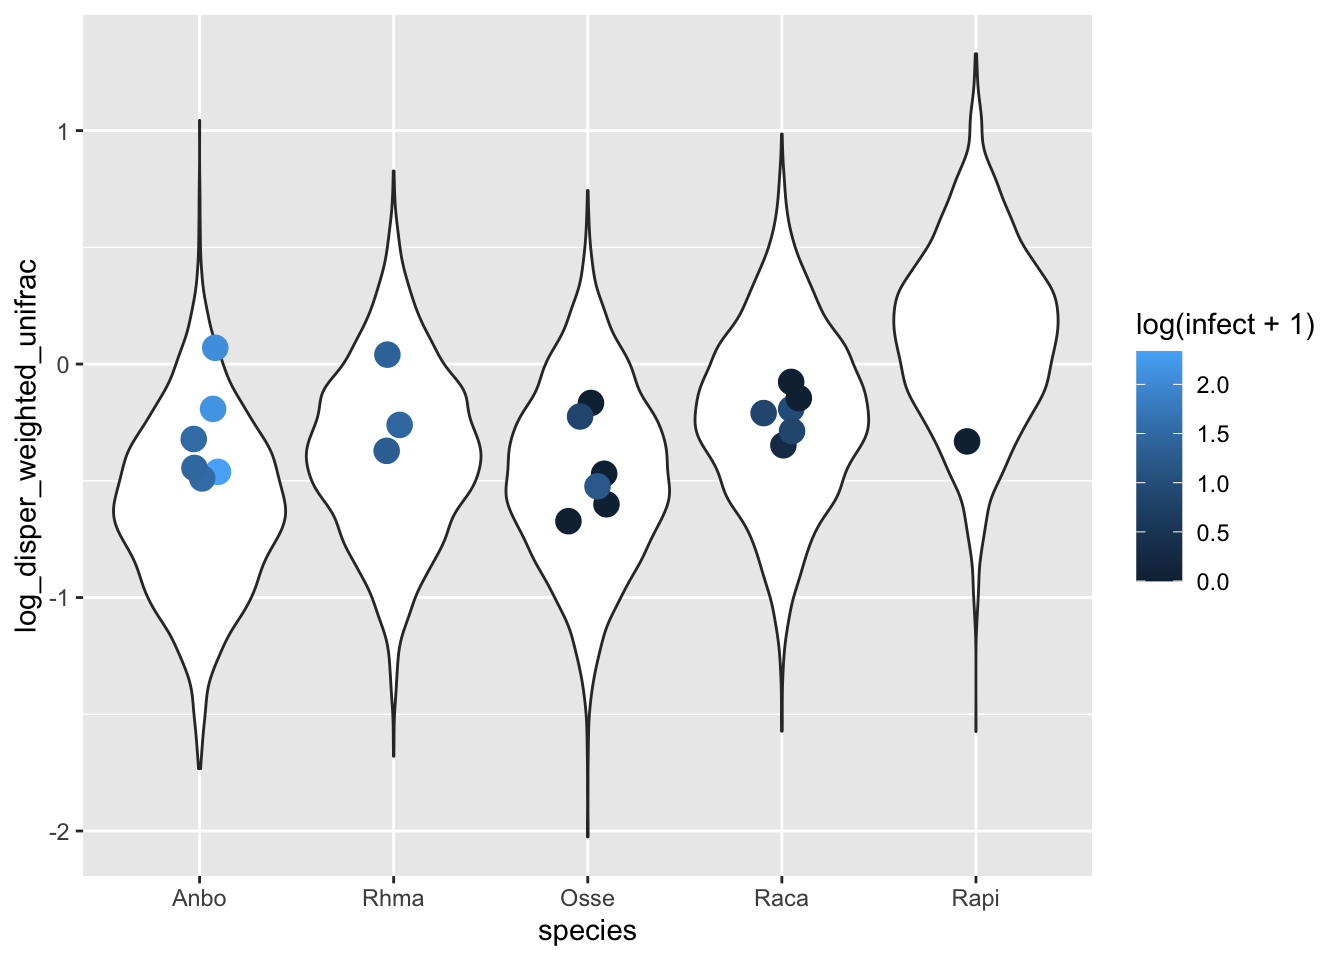 log_disper_weighted_unifrac
1
0
-1
-2
Anbo
Rhma
Osse
Raca
Rapi
species
log(infect + 1)
2.0
1.5
1.0
0.5
0.0